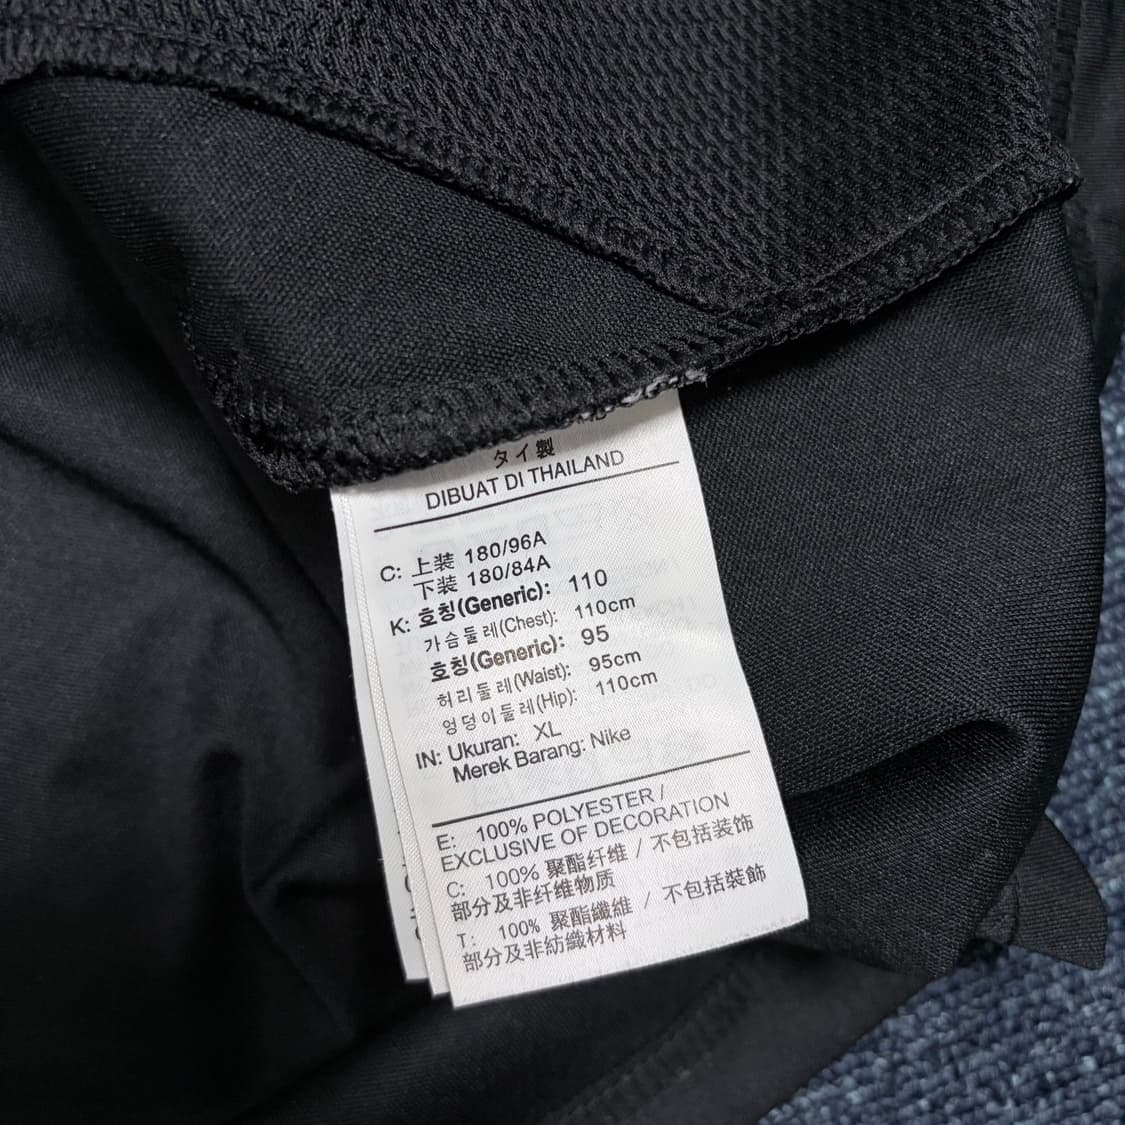 タイ製
DIBUAT DI THAILAND
C: 上装 180/96A
下装 180/84A
K: 호칭(Generic): 110
가슴둘레(Chest): 110cm
호칭(Generic): 95
허리둘레(Waist): 95cm
엉덩이둘레(Hip): 110cm
IN: Ukuran: XL
Merek Barang: Nike
E: 100% POLYESTER /
EXCLUSIVE OF DECORATION
C: 100% 聚酯纤维 / 不包括装饰
部分及非纤维物质
T: 100% 聚酯纖維 / 不包括裝飾
部分及非紡織材料